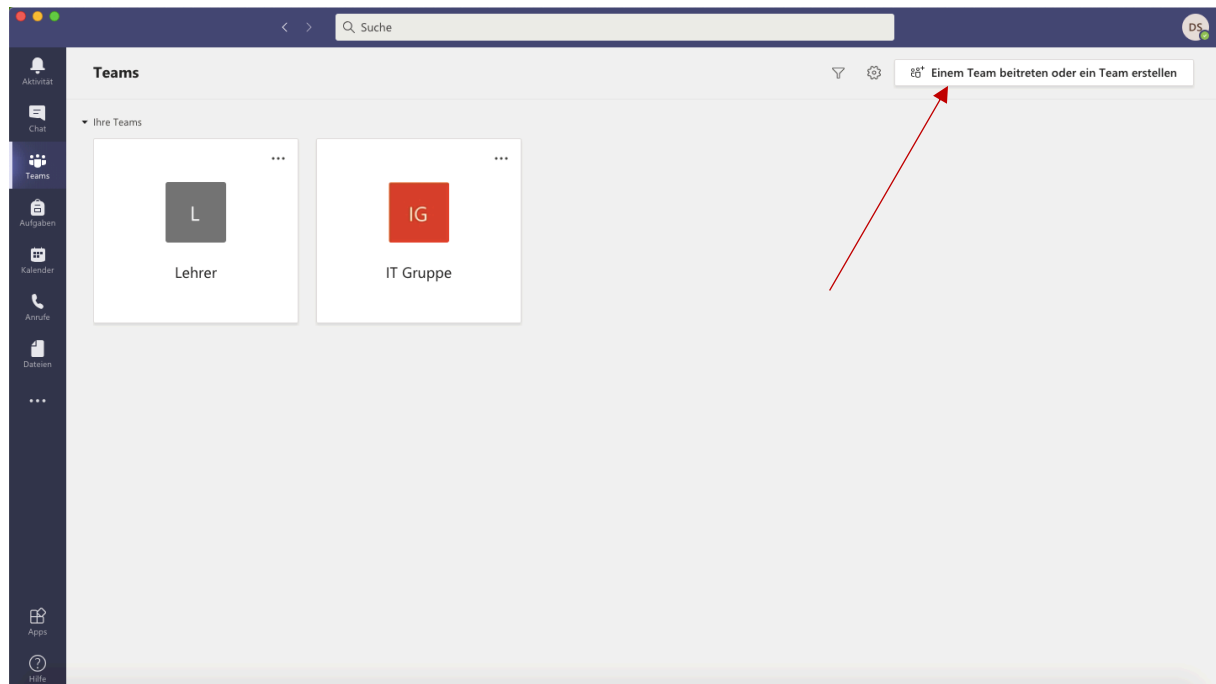 Suche
DS
Aktivität
Chat
Teams
Aufgaben
Kalender
Anrufe
Dateien
Apps
Hilfe
Teams
Einem Team beitreten oder ein Team erstellen
Ihre Teams
L
Lehrer
IG
IT Gruppe